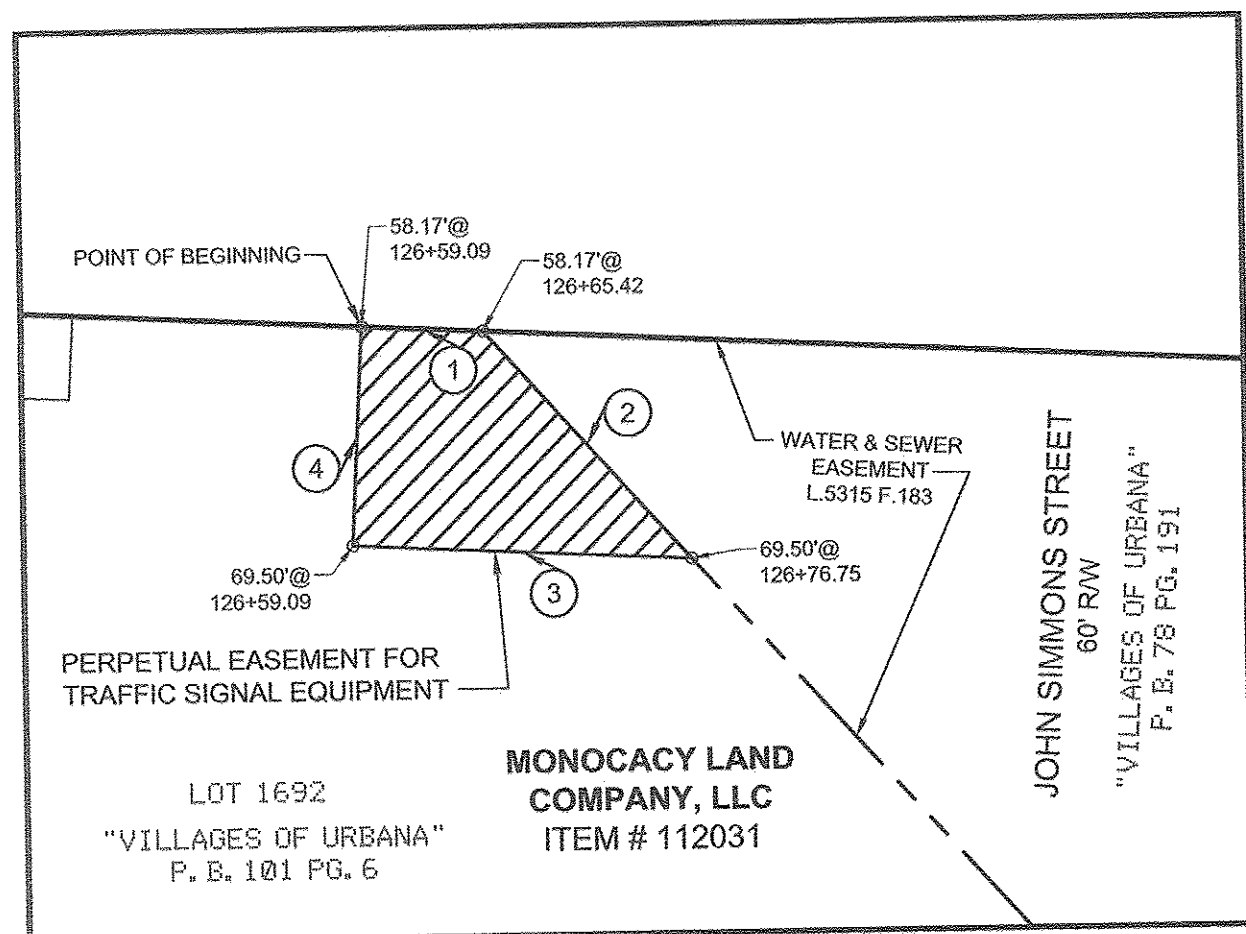 58.17'@
126+59.09
POINT OF BEGINNING
58.17'@
126+65.42
1
2
WATER & SEWER
EASEMENT
L.5315 F.183
4
69.50'@
126+76.75
69.50'@
126+59.09
3
PERPETUAL EASEMENT FOR
TRAFFIC SIGNAL EQUIPMENT
JOHN SIMMONS STREET
60' R/W
"VILLAGES OF URBANA"
P. B. 78 PG. 191
MONOCACY LAND
COMPANY, LLC
ITEM # 112031
LOT 1692
"VILLAGES OF URBANA"
P. B. 101 PG. 6